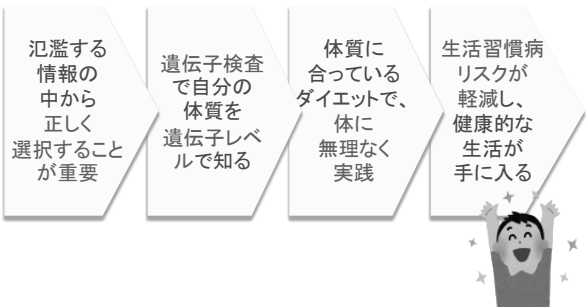 氾濫する
情報の
中から
正しく
選択すること
が重要
遺伝子検査
で自分の
体質を
遺伝子レベ
ルで知る
体質に
合っている
ダイエットで、
体に
無理なく
実践
生活習慣病
リスクが
軽減し、
健康的な
生活が
手に入る